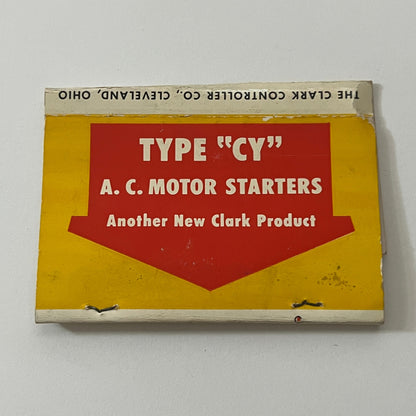 THE CLARK CONTROLLER CO., CLEVELAND, OHIO
TYPE "CY"
A. C. MOTOR STARTERS
Another New Clark Product